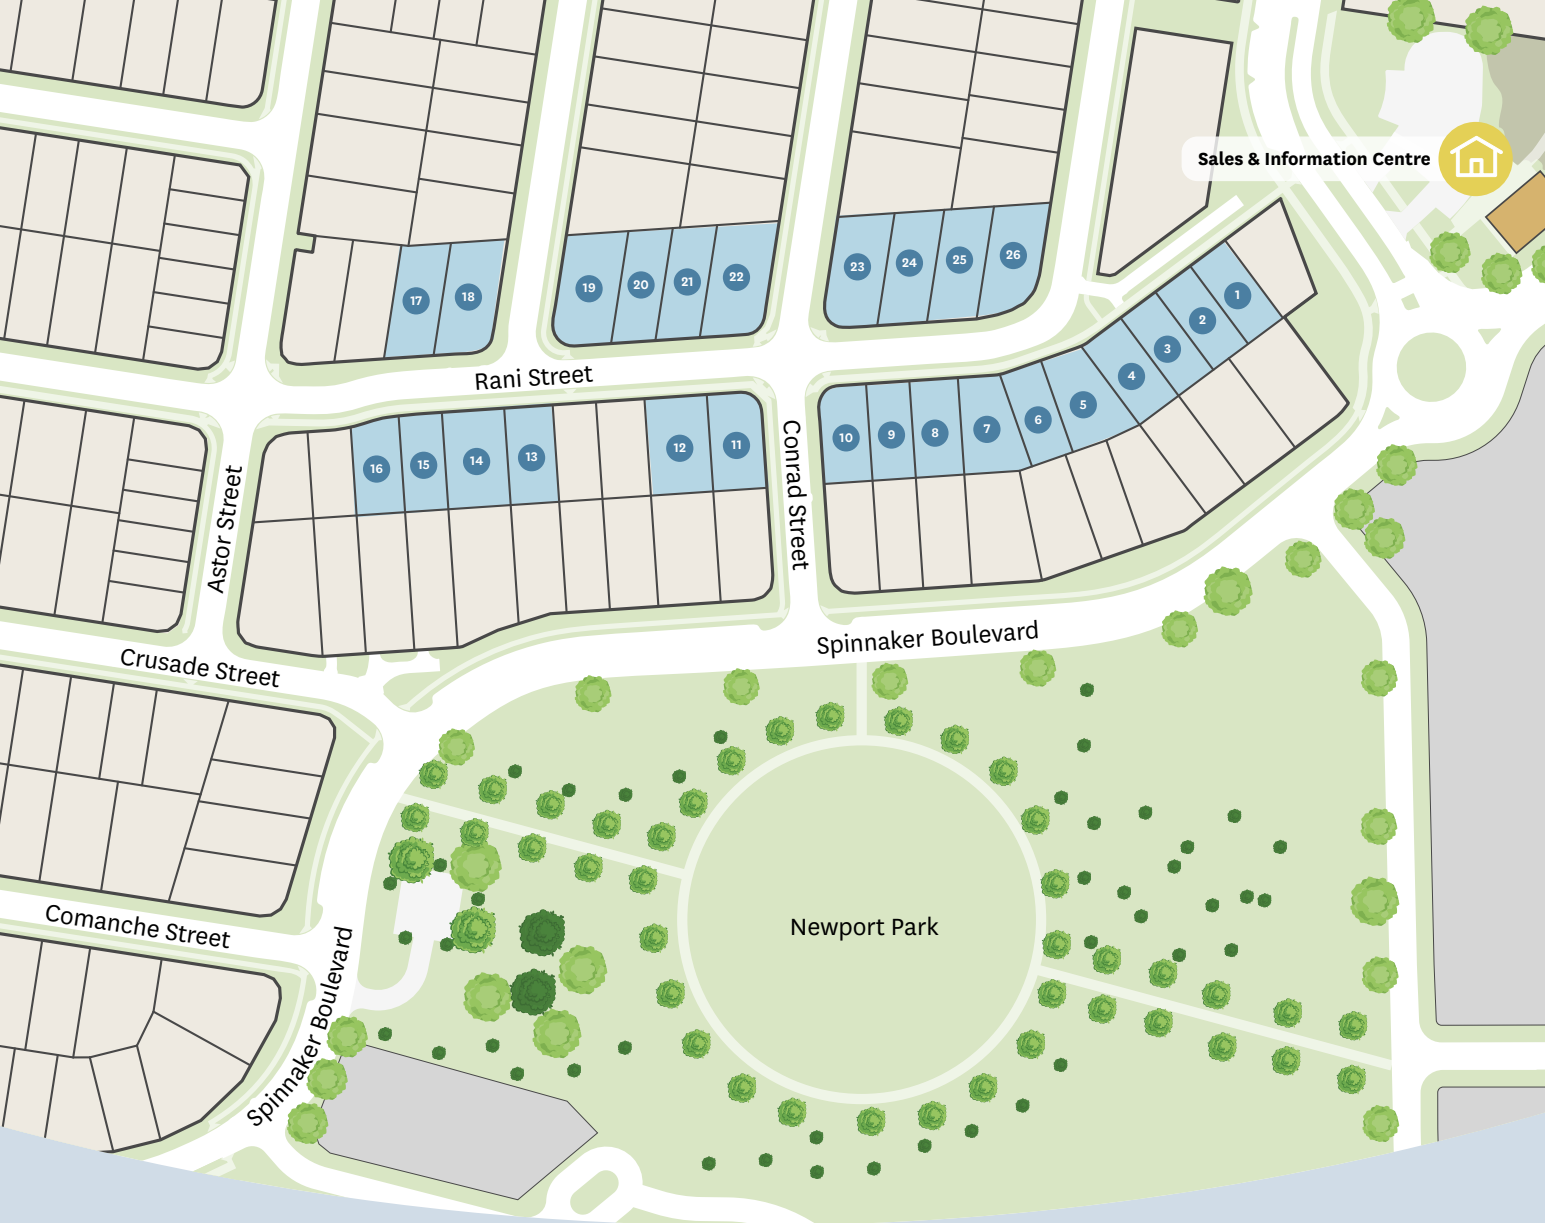 Sales & Information Centre
23
24
25
26
19
20
21
22
17
18
1
2
3
4
5
6
7
8
9
10
11
12
13
14
15
16
Rani Street
Conrad Street
Astor Street
Spinnaker Boulevard
Crusade Street
Comanche Street
Spinnaker Boulevard
Newport Park